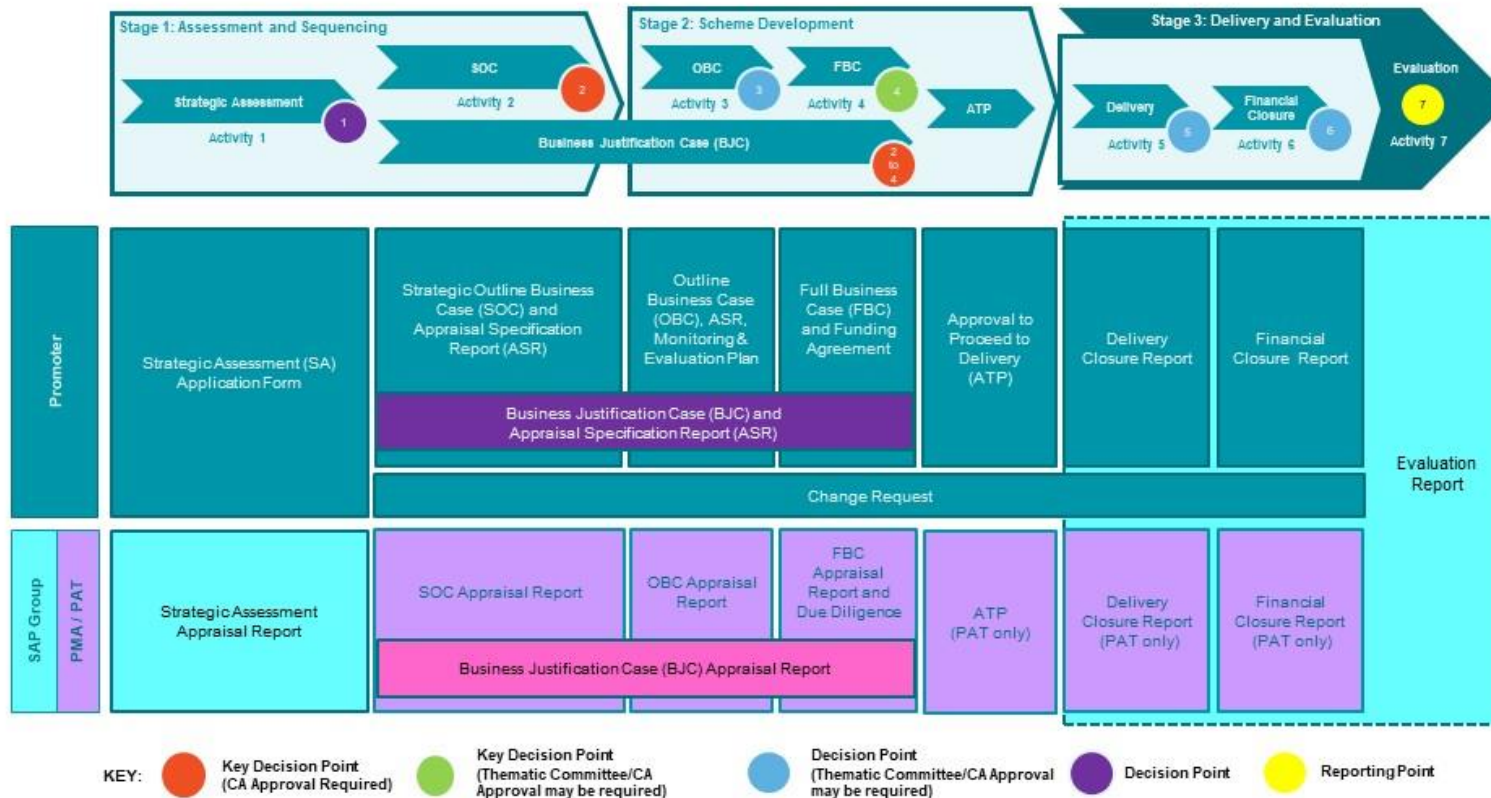 Stage 1: Assessment and Sequencing
Strategic Assessment
1
Activity 1
SOC
2
Activity 2
Business Justification Case (BJC)
2
to
4
Stage 2: Scheme Development
OBC
3
Activity 3
FBC
4
Activity 4
ATP
Stage 3: Delivery and Evaluation
Delivery
5
Activity 5
Financial
Closure
6
Activity 6
Evaluation
7
Activity 7
Promoter
Strategic Assessment (SA)
Application Form
Strategic Outline Business
Case (SOC) and
Appraisal Specification
Report (ASR)
Outline
Business Case
(OBC), ASR,
Monitoring &
Evaluation Plan
Full Business
Case (FBC)
and Funding
Agreement
Business Justification Case (BJC) and
Appraisal Specification Report (ASR)
Approval to
Proceed to
Delivery
(ATP)
Delivery
Closure Report
Financial
Closure Report
Change Request
Evaluation
Report
SAP Group
PMA / PAT
Strategic Assessment
Appraisal Report
SOC Appraisal Report
OBC Appraisal
Report
FBC
Appraisal
Report and
Due Diligence
Business Justification Case (BJC) Appraisal Report
ATP
(PAT only)
Delivery
Closure Report
(PAT only)
Financial
Closure Report
(PAT only)
KEY:
Key Decision Point
(CA Approval Required)
Key Decision Point
(Thematic Committee/CA
Approval may be required)
Decision Point
(Thematic Committee/CA Approval
may be required)
Decision Point
Reporting Point